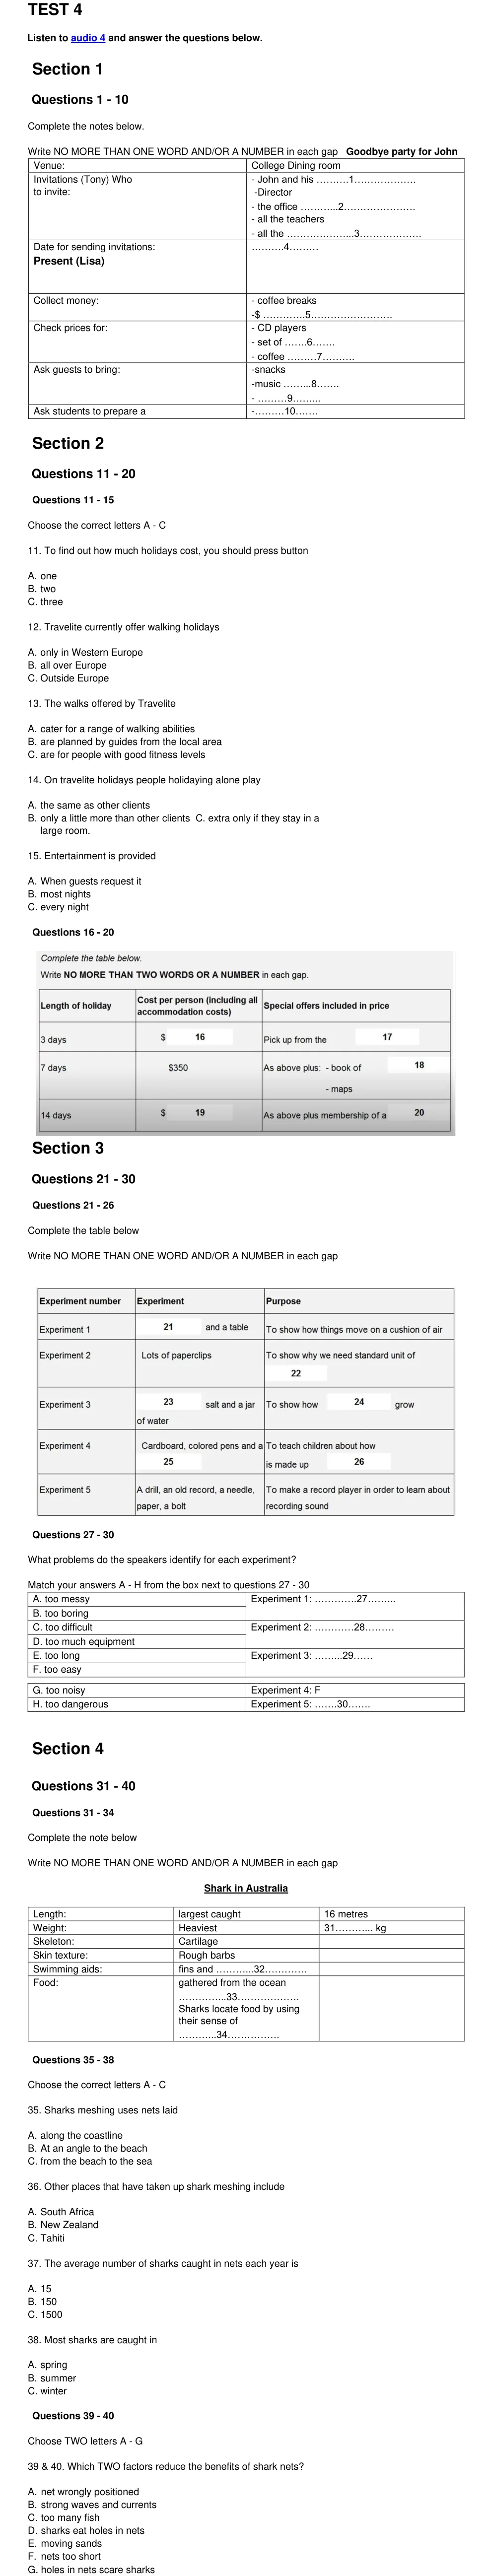 TEST 4
Listen to audio 4 and answer the questions below.
Section 1
Questions 1 - 10
Complete the notes below.
Write NO MORE THAN ONE WORD AND/OR A NUMBER in each gap Goodbye party for John
Venue: College Dining room
Invitations (Tony) Who
to invite:
- John and his ……….1……………….
-Director
- the office ………...2………………….
- all the teachers
- all the ………………...3……………….
Date for sending invitations: ……….4………
Present (Lisa)
Collect money: - coffee breaks
-$ ………….5…………………….
Check prices for: - CD players
- set of …….6…….
- coffee ………7……….
Ask guests to bring: -snacks
-music ……...8…….
- ………9……...
Ask students to prepare a -………10…….
Section 2
Questions 11 - 20
Questions 11 - 15
Choose the correct letters A - C
11. To find out how much holidays cost, you should press button
A. one
B. two
C. three
12. Travelite currently offer walking holidays
A. only in Western Europe
B. all over Europe
C. Outside Europe
13. The walks offered by Travelite
A. cater for a range of walking abilities
B. are planned by guides from the local area
C. are for people with good fitness levels
14. On travelite holidays people holidaying alone play
A. the same as other clients
B. only a little more than other clients C. extra only if they stay in a
large room.
15. Entertainment is provided
A. When guests request it
B. most nights
C. every night
Questions 16 - 20
Complete the table below.
Write NO MORE THAN TWO WORDS OR A NUMBER in each gap.
Length of holiday
Cost per person (including all
accommodation costs)
Special offers included in price
3 days $ 16 Pick up from the 17
7 days $350 As above plus: - book of 18
- maps
14 days $ 19 As above plus membership of a 20
Section 3
Questions 21 - 30
Questions 21 - 26
Complete the table below
Write NO MORE THAN ONE WORD AND/OR A NUMBER in each gap
Experiment number Experiment Purpose
Experiment 1 21 and a table To show how things move on a cushion of air
Experiment 2 Lots of paperclips To show why we need standard unit of
22
Experiment 3 23 salt and a jar To show how 24 grow
of water
Experiment 4 Cardboard, colored pens and a To teach children about how
25 is made up 26
Experiment 5 A drill, an old record, a needle, To make a record player in order to learn about
paper, a bolt recording sound
Questions 27 - 30
What problems do the speakers identify for each experiment?
Match your answers A - H from the box next to questions 27 - 30
A. too messy Experiment 1: ………….27……...
B. too boring
C. too difficult Experiment 2: …………28………
D. too much equipment
E. too long Experiment 3: ……...29……
F. too easy
G. too noisy Experiment 4: F
H. too dangerous Experiment 5: …….30…….
Section 4
Questions 31 - 40
Questions 31 - 34
Complete the note below
Write NO MORE THAN ONE WORD AND/OR A NUMBER in each gap
Shark in Australia
Length: largest caught 16 metres
Weight: Heaviest 31………... kg
Skeleton: Cartilage
Skin texture: Rough barbs
Swimming aids: fins and ………...32………….
Food: gathered from the ocean
…………...33……………….
Sharks locate food by using
their sense of
………...34…………….
Questions 35 - 38
Choose the correct letters A - C
35. Sharks meshing uses nets laid
A. along the coastline
B. At an angle to the beach
C. from the beach to the sea
36. Other places that have taken up shark meshing include
A. South Africa
B. New Zealand
C. Tahiti
37. The average number of sharks caught in nets each year is
A. 15
B. 150
C. 1500
38. Most sharks are caught in
A. spring
B. summer
C. winter
Questions 39 - 40
Choose TWO letters A - G
39 & 40. Which TWO factors reduce the benefits of shark nets?
A. net wrongly positioned
B. strong waves and currents
C. too many fish
D. sharks eat holes in nets
E. moving sands
F. nets too short
G. holes in nets scare sharks